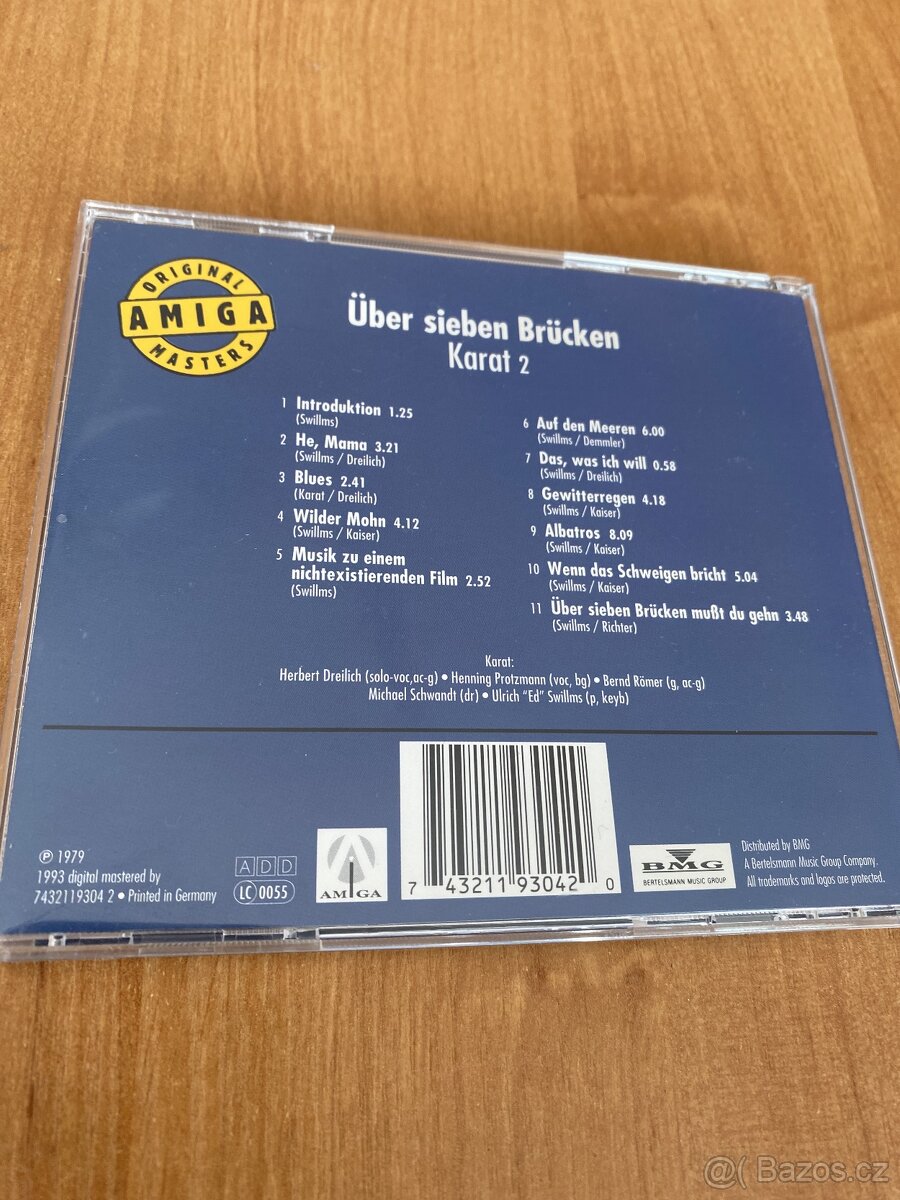 ORIGINAL
AMIGA
MASTERS
Über sieben Brücken
Karat 2
1 Introduktion 1.25
(Swillms)
2 He, Mama 3.21
(Swillms / Dreilich)
3 Blues 2.41
(Karat / Dreilich)
4 Wilder Mohn 4.12
(Swillms / Kaiser)
5 Musik zu einem
nichtexistierenden Film 2.52
(Swillms)
6 Auf den Meeren 6.00
(Swillms / Demmler)
7 Das, was ich will 0.58
(Swillms / Dreilich)
8 Gewitterregen 4.18
(Swillms / Kaiser)
9 Albatros 8.09
(Swillms / Kaiser)
10 Wenn das Schweigen bricht 5.04
(Swillms / Kaiser)
11 Über sieben Brücken mußt du gehn 3.48
(Swillms / Richter)
Karat:
Herbert Dreilich (solo-voc,ac-g) • Henning Protzmann (voc, bg) • Bernd Römer (g, ac-g)
Michael Schwandt (dr) • Ulrich "Ed" Swillms (p, keyb)
℗ 1979
1993 digital mastered by
7432119304 2 • Printed in Germany
ADD
LC 0055
AMIGA
7 43211 93042 0
BMG
BERTELSMANN MUSIC GROUP
Distributed by BMG
A Bertelsmann Music Group Company.
All trademarks and logos are protected.
Bazos.cz